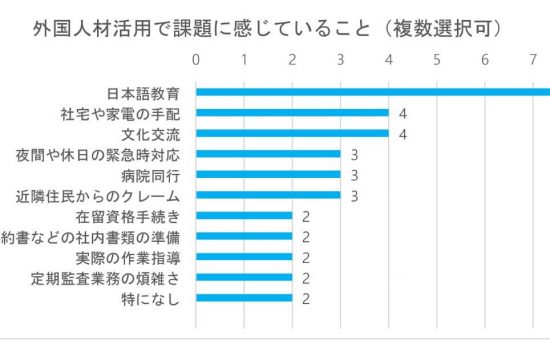 外国人材活用で課題に感じていること（複数選択可）
0 1 2 3 4 5 6 7
日本語教育
社宅や家電の手配 4
文化交流 4
夜間や休日の緊急時対応 3
病院同行 3
近隣住民からのクレーム 3
在留資格手続き 2
約書などの社内書類の準備 2
実際の作業指導 2
定期監査業務の煩雑さ 2
特になし 2